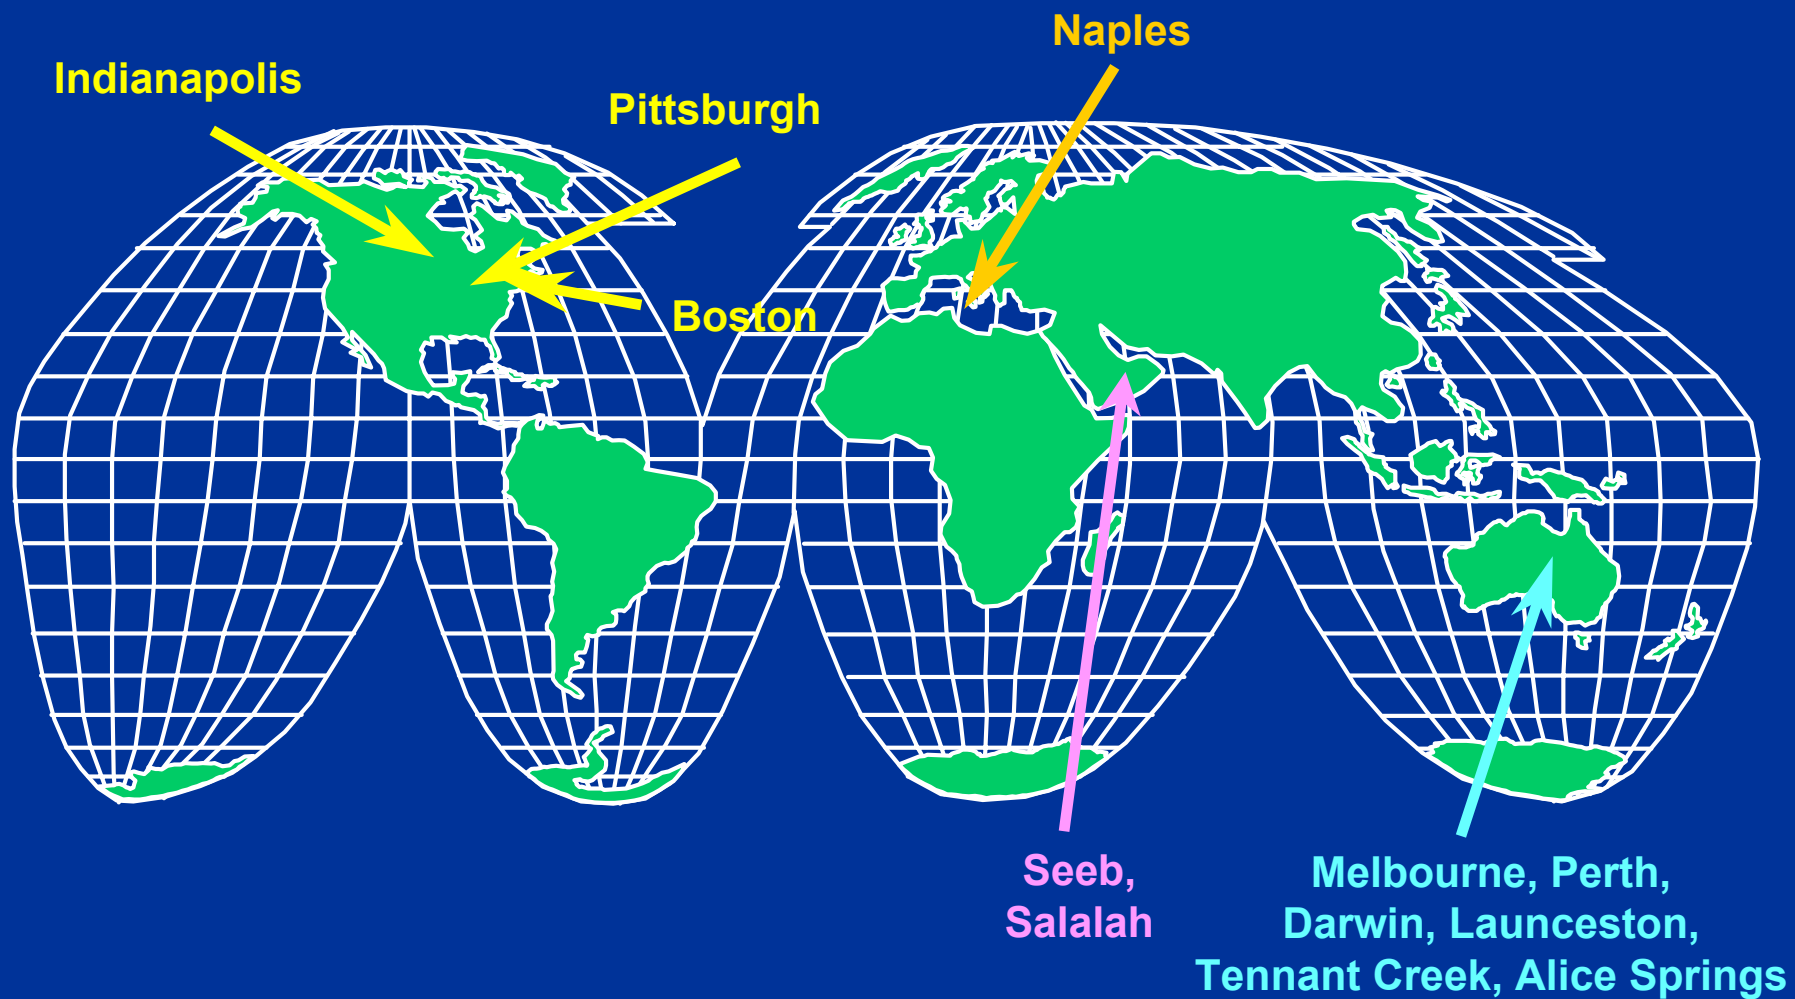 Naples
Indianapolis
Pittsburgh
Boston
Seeb,
Salalah
Melbourne, Perth,
Darwin, Launceston,
Tennant Creek, Alice Springs